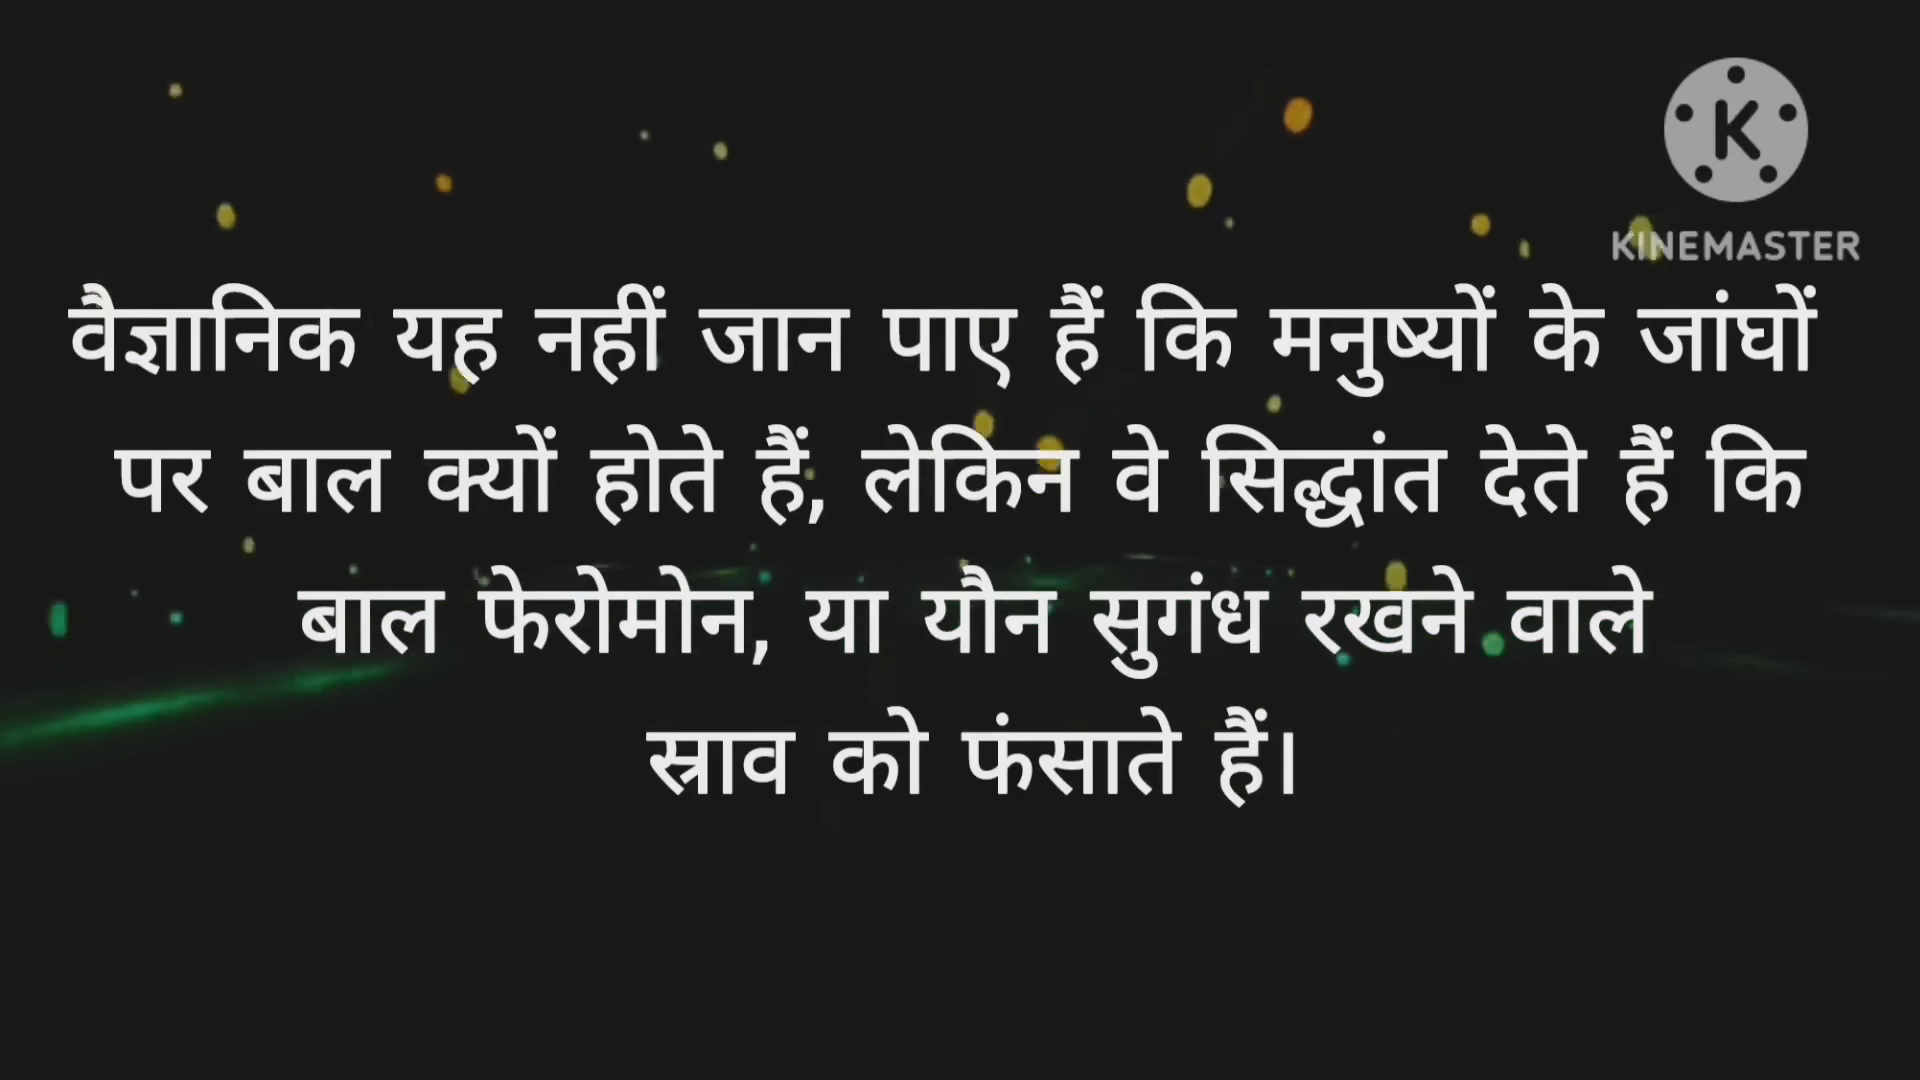 KINEMASTER
वैज्ञानिक यह नहीं जान पाए हैं कि मनुष्यों के जांघों
पर बाल क्यों होते हैं, लेकिन वे सिद्धांत देते हैं कि
बाल फेरोमोन, या यौन सुगंध रखने वाले
स्राव को फंसाते हैं।